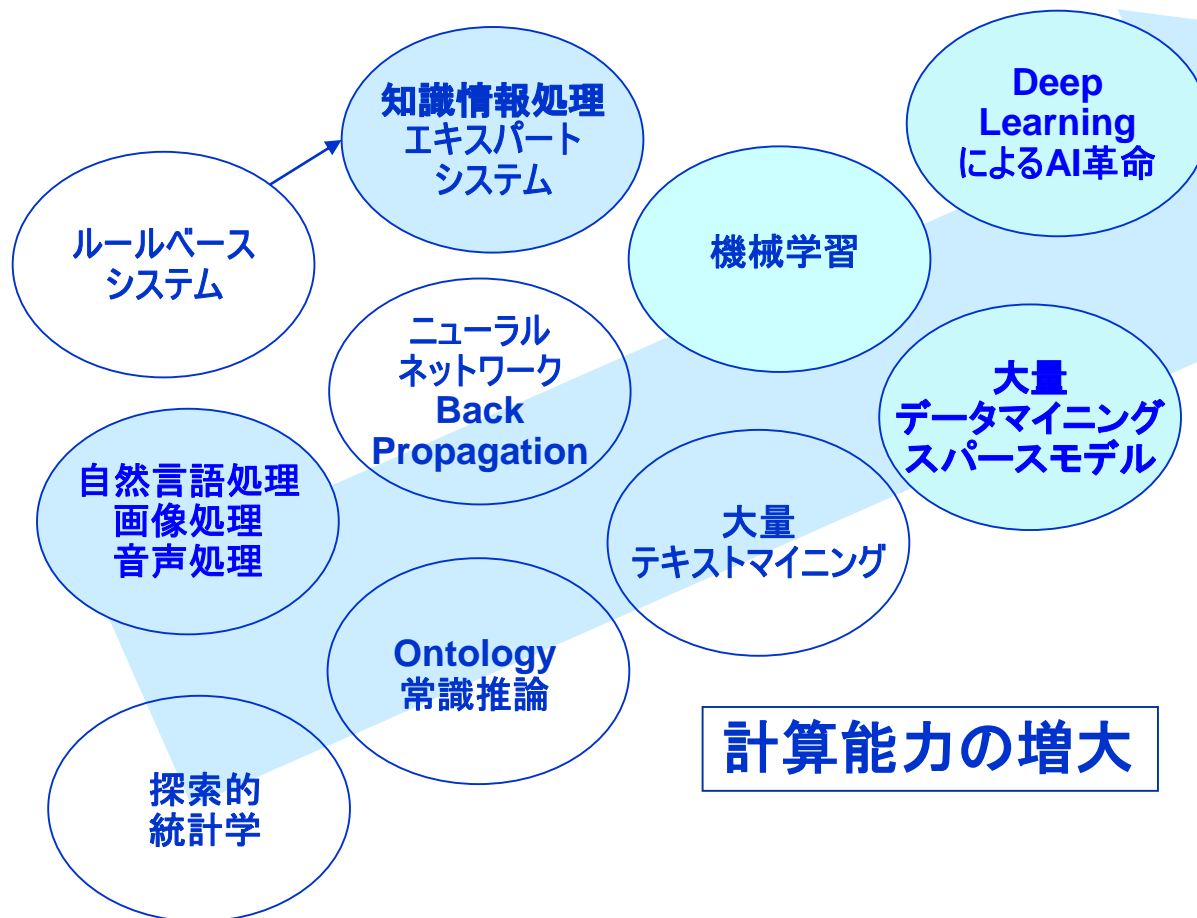 知識情報処理
エキスパート
システム
Deep
Learning
によるAI革命
ルールベース
システム
機械学習
ニューラル
ネットワーク
Back
Propagation
大量
データマイニング
スパースモデル
自然言語処理
画像処理
音声処理
大量
テキストマイニング
Ontology
常識推論
計算能力の増大
探索的
統計学